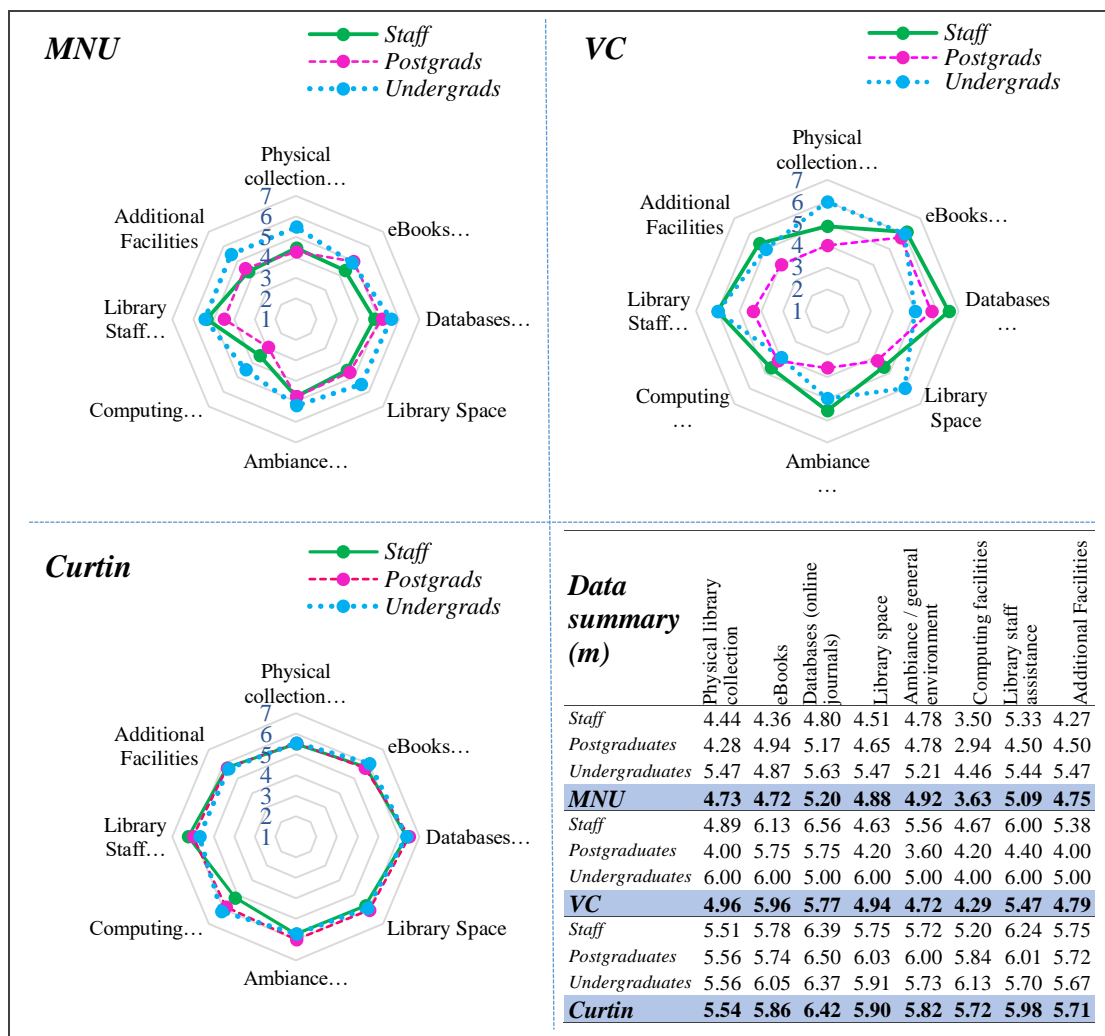 MNU
Staff
Postgrads
Undergrads
Physical
collection…
7
6
5
4
3
2
1
eBooks…
Databases…
Library Space
Ambiance…
Computing…
Library
Staff…
Additional
Facilities
VC
Staff
Postgrads
Undergrads
Physical
collection…
7
6
5
4
3
2
1
eBooks…
Databases
…
Library
Space
Ambiance
…
Computing
…
Library
Staff…
Additional
Facilities
Curtin
Staff
Postgrads
Undergrads
Physical
collection…
7
6
5
4
3
2
1
eBooks…
Databases…
Library Space
Ambiance…
Computing…
Library
Staff…
Additional
Facilities
Data
summary
(m)
Physical library
collection
eBooks
Databases (online
journals)
Library space
Ambiance / general
environment
Computing facilities
Library staff
assistance
Additional Facilities
Staff 4.44 4.36 4.80 4.51 4.78 3.50 5.33 4.27
Postgraduates 4.28 4.94 5.17 4.65 4.78 2.94 4.50 4.50
Undergraduates 5.47 4.87 5.63 5.47 5.21 4.46 5.44 5.47
MNU 4.73 4.72 5.20 4.88 4.92 3.63 5.09 4.75
Staff 4.89 6.13 6.56 4.63 5.56 4.67 6.00 5.38
Postgraduates 4.00 5.75 5.75 4.20 3.60 4.20 4.40 4.00
Undergraduates 6.00 6.00 5.00 6.00 5.00 4.00 6.00 5.00
VC 4.96 5.96 5.77 4.94 4.72 4.29 5.47 4.79
Staff 5.51 5.78 6.39 5.75 5.72 5.20 6.24 5.75
Postgraduates 5.56 5.74 6.50 6.03 6.00 5.84 6.01 5.72
Undergraduates 5.56 6.05 6.37 5.91 5.73 6.13 5.70 5.67
Curtin 5.54 5.86 6.42 5.90 5.82 5.72 5.98 5.71